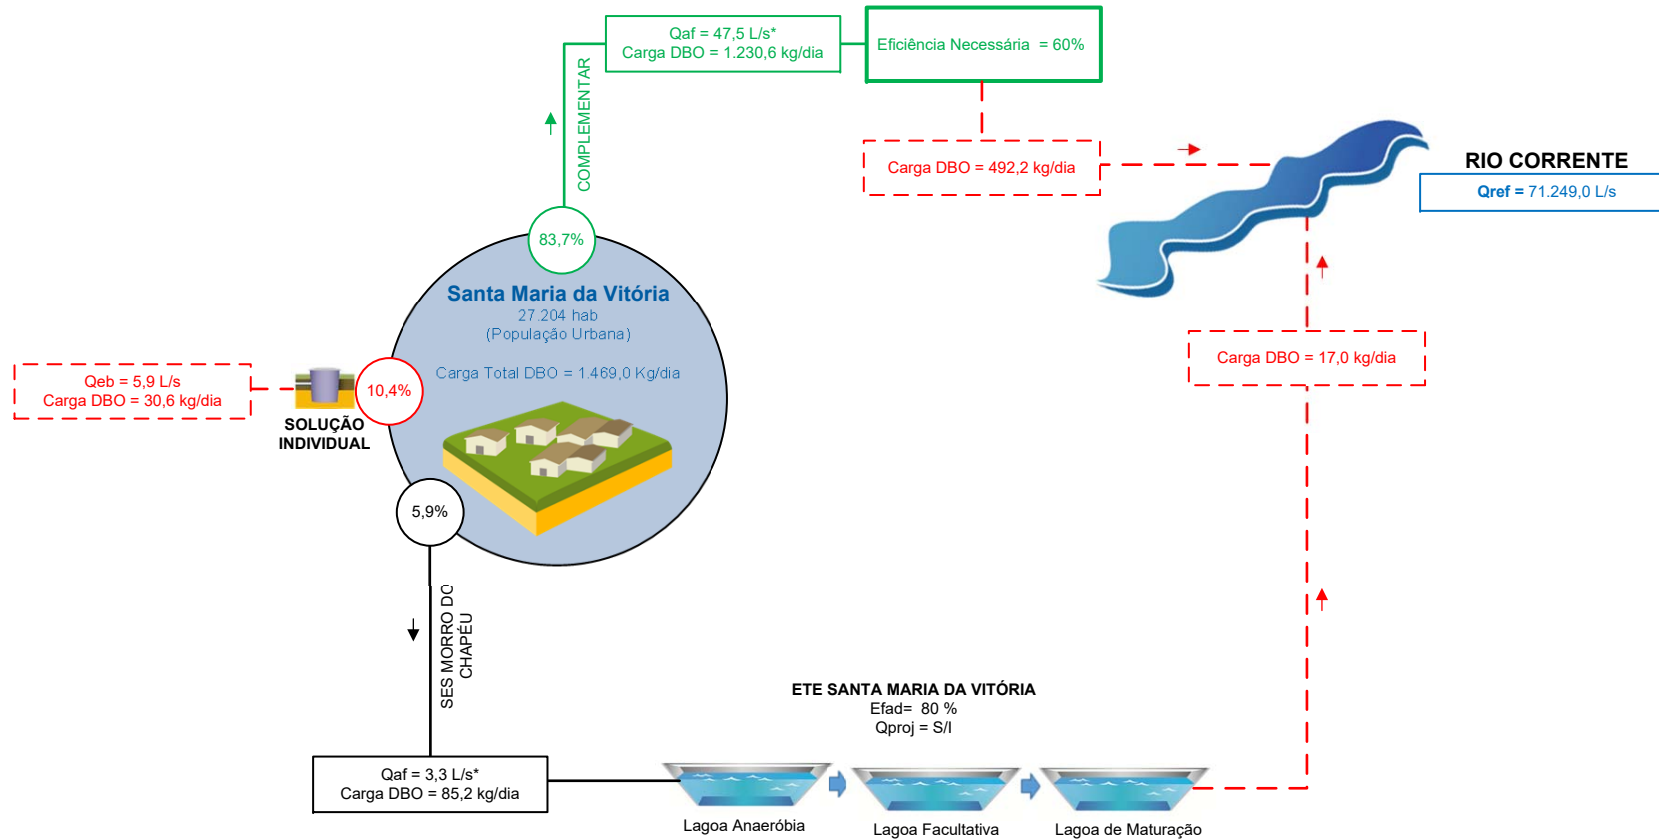 Qaf = 47,5 L/s*
Carga DBO = 1.230,6 kg/dia
Eficiência Necessária = 60%
COMPLEMENTAR
Carga DBO = 492,2 kg/dia
RIO CORRENTE
Qref = 71.249,0 L/s
83,7%
Santa Maria da Vitória
27.204 hab
(População Urbana)
Carga Total DBO = 1.469,0 Kg/dia
Qeb = 5,9 L/s
Carga DBO = 30,6 kg/dia
10,4%
SOLUÇÃO
INDIVIDUAL
Carga DBO = 17,0 kg/dia
5,9%
SES MORRO DO
CHAPÉU
ETE SANTA MARIA DA VITÓRIA
Efad= 80 %
Qproj = S/I
Qaf = 3,3 L/s*
Carga DBO = 85,2 kg/dia
Lagoa Anaeróbia
Lagoa Facultativa
Lagoa de Maturação